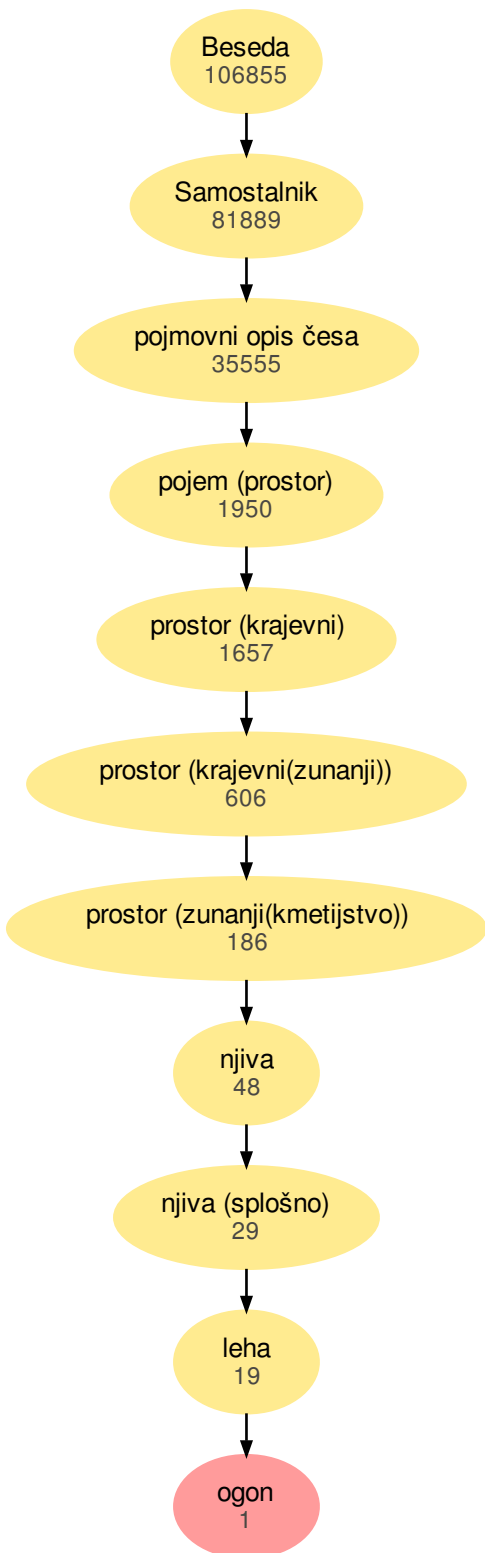 Beseda
106855
Samostalnik
81889
pojmovni opis česa
35555
pojem (prostor)
1950
prostor (krajevni)
1657
prostor (krajevni(zunanji))
606
prostor (zunanji(kmetijstvo))
186
njiva
48
njiva (splošno)
29
leha
19
ogon
1